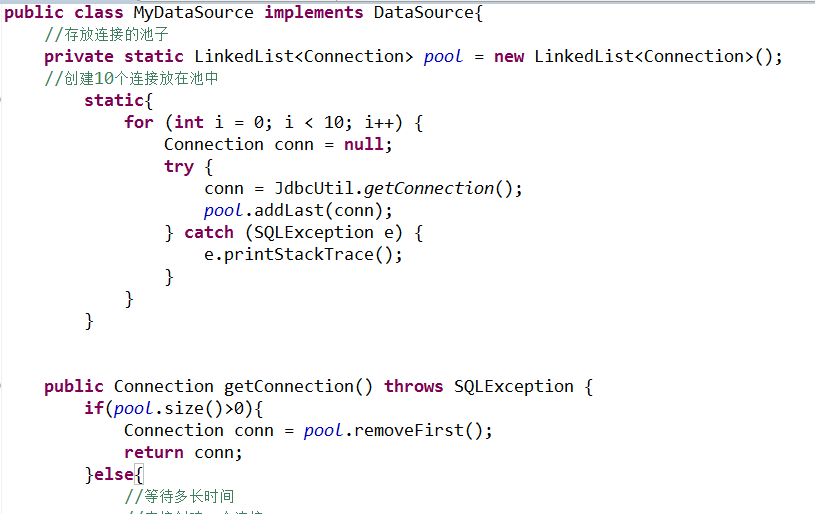 public class MyDataSource implements DataSource{
//存放连接的池子
private static LinkedList<Connection> pool = new LinkedList<Connection>();
//创建10个连接放在池中
static{
for (int i = 0; i < 10; i++) {
Connection conn = null;
try {
conn = JdbcUtil.getConnection();
pool.addLast(conn);
} catch (SQLException e) {
e.printStackTrace();
}
}
}
public Connection getConnection() throws SQLException {
if(pool.size()>0){
Connection conn = pool.removeFirst();
return conn;
}else{
//等待多长时间